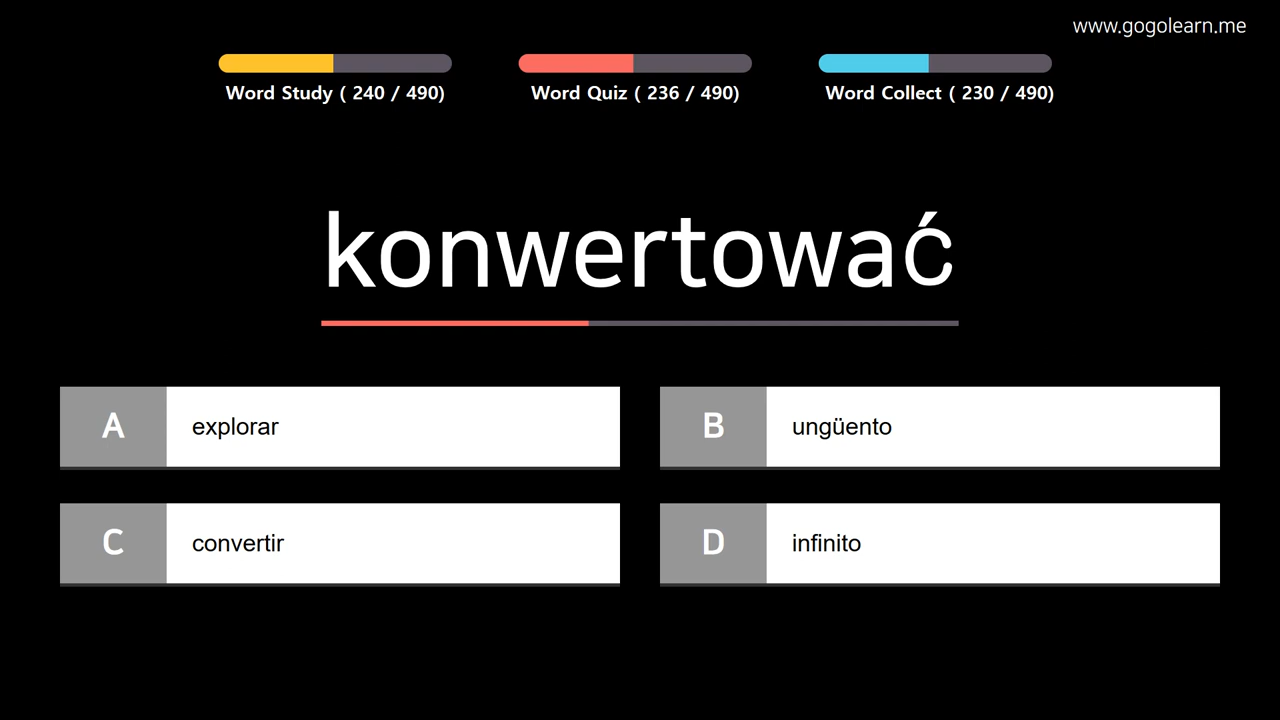 www.gogolearn.me
Word Study ( 240 / 490)
Word Quiz ( 236 / 490)
Word Collect ( 230 / 490)
konwertować
A explorar
B ungüento
C convertir
D infinito